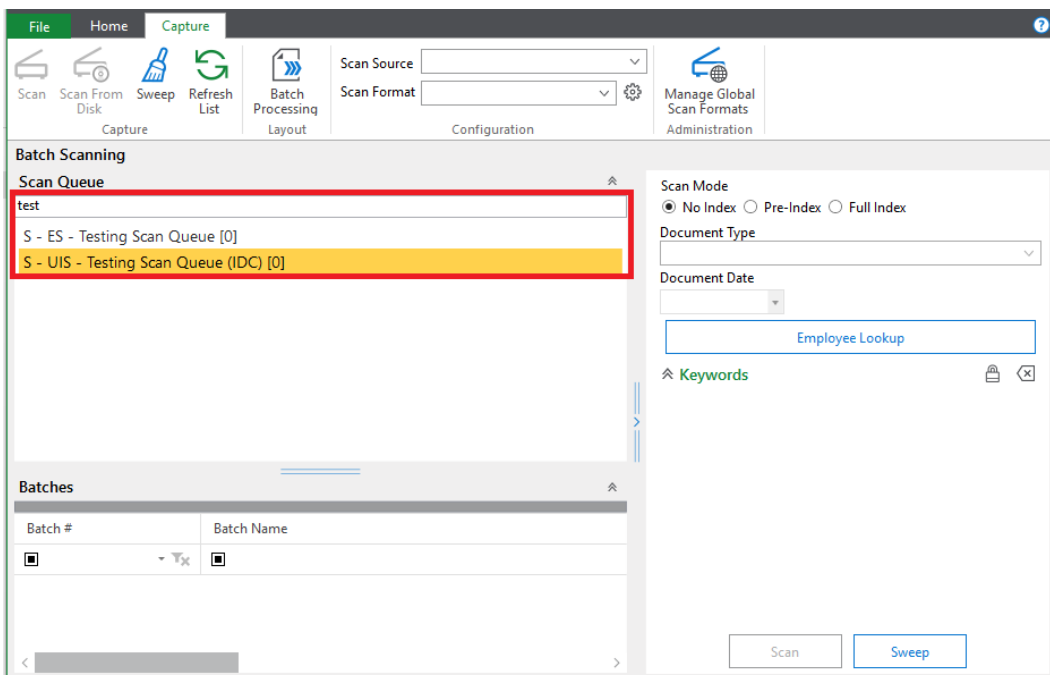 File Home Capture ?
Scan Scan From Disk Sweep Refresh List
Capture
Batch Processing
Layout
Scan Source
Scan Format
Configuration
Manage Global Scan Formats
Administration
Batch Scanning
Scan Queue
test
S - ES - Testing Scan Queue [0]
S - UIS - Testing Scan Queue (IDC) [0]
Scan Mode
No Index Pre-Index Full Index
Document Type
Document Date
Employee Lookup
Keywords
Batches
Batch # Batch Name
Scan Sweep